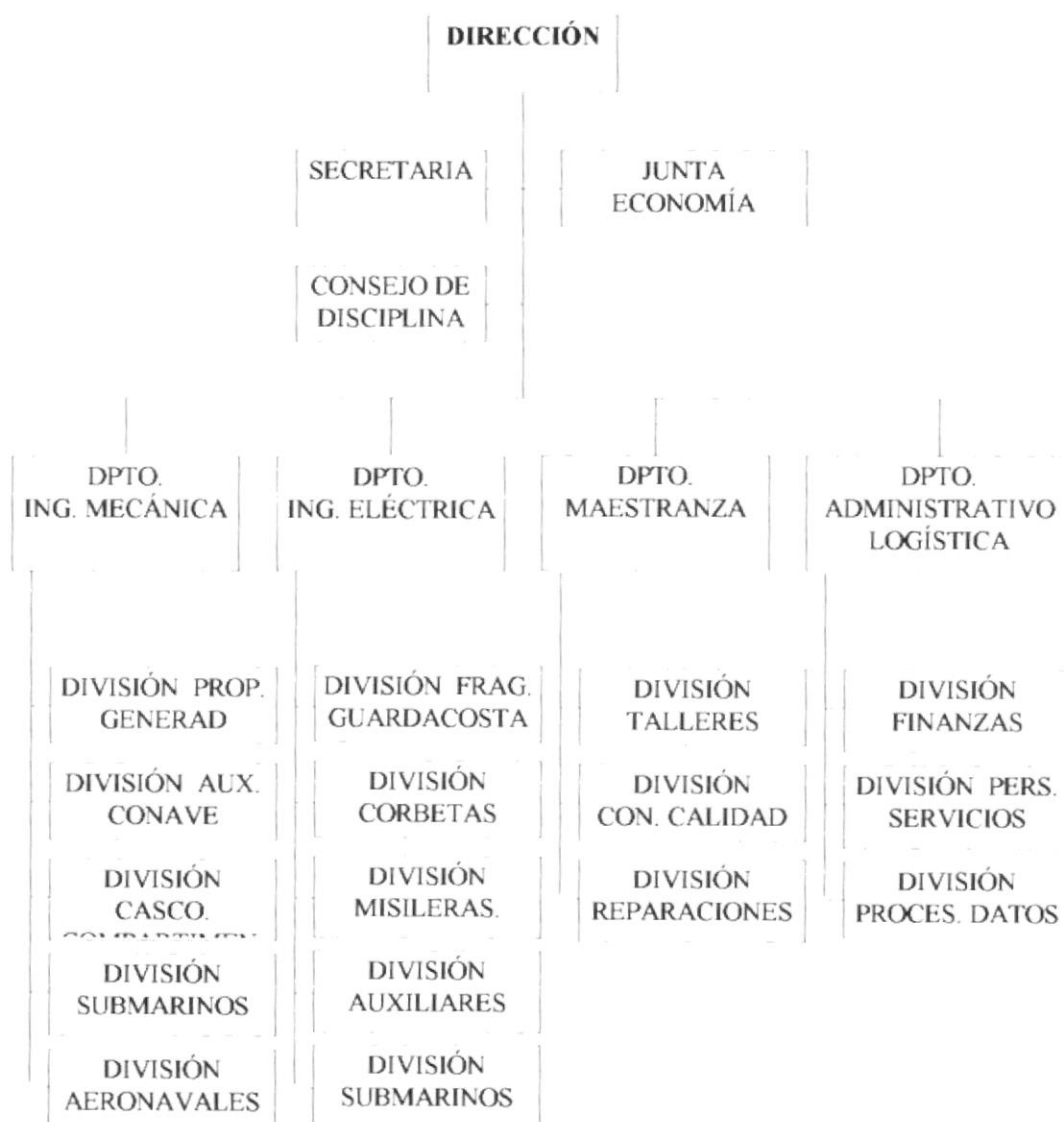 DIRECCIÓN
SECRETARIA
JUNTA
ECONOMÍA
CONSEJO DE
DISCIPLINA
DPTO.
ING. MECÁNICA
DPTO.
ING. ELÉCTRICA
DPTO.
MAESTRANZA
DPTO.
ADMINISTRATIVO
LOGÍSTICA
DIVISIÓN PROP.
GENERAD
DIVISIÓN AUX.
CONAVE
DIVISIÓN
CASCO.
DIVISIÓN
SUBMARINOS
DIVISIÓN
AERONAVALES
DIVISIÓN FRAG.
GUARDACOSTA
DIVISIÓN
CORBETAS
DIVISIÓN
MISILERAS.
DIVISIÓN
AUXILIARES
DIVISIÓN
SUBMARINOS
DIVISIÓN
TALLERES
DIVISIÓN
CON. CALIDAD
DIVISIÓN
REPARACIONES
DIVISIÓN
FINANZAS
DIVISIÓN PERS.
SERVICIOS
DIVISIÓN
PROCES. DATOS